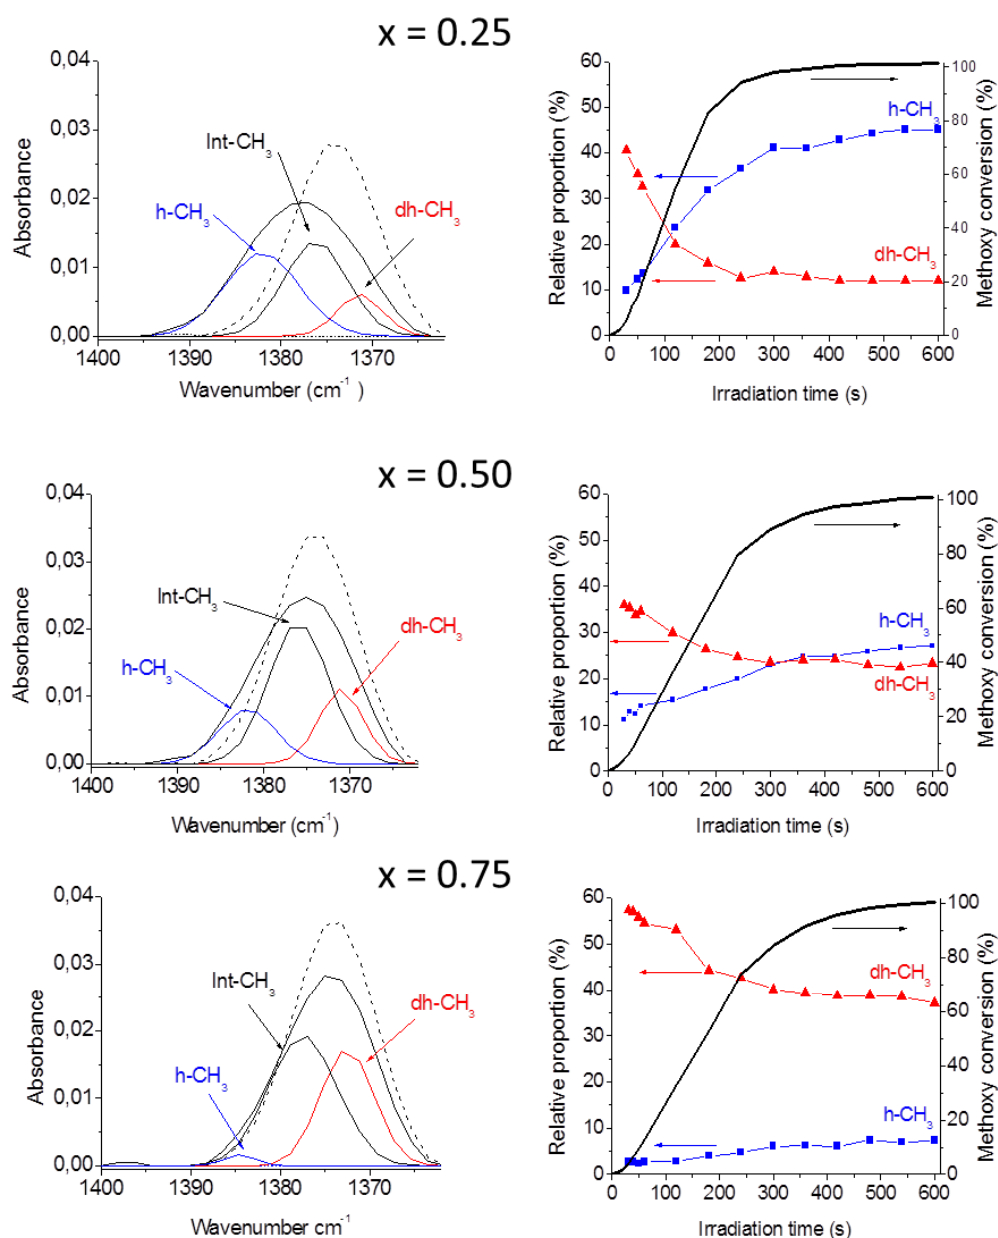 x = 0.25
0,04
0,03
0,02
0,01
0,00
Absorbance
Int-CH3
h-CH3
dh-CH3
1400 1390 1380 1370
Wavenumber (cm-1)
60
50
40
30
20
10
0
Relative proportion (%)
h-CH3
dh-CH3
100
80
60
40
20
0
Methoxy conversion (%)
0 100 200 300 400 500 600
Irradiation time (s)
x = 0.50
0,04
0,03
0,02
0,01
0,00
Absorbance
Int-CH3
h-CH3
dh-CH3
1400 1390 1380 1370
Wavenumber (cm-1)
60
50
40
30
20
10
0
Relative proportion (%)
h-CH3
dh-CH3
100
80
60
40
20
0
Methoxy conversion (%)
0 100 200 300 400 500 600
Irradiation time (s)
x = 0.75
0,04
0,03
0,02
0,01
0,00
Absorbance
Int-CH3
h-CH3
dh-CH3
1400 1390 1380 1370
Wavenumber cm-1
60
50
40
30
20
10
0
Relative proportion (%)
dh-CH3
h-CH3
100
80
60
40
20
0
Methoxy conversion (%)
0 100 200 300 400 500 600
Irradiation time (s)